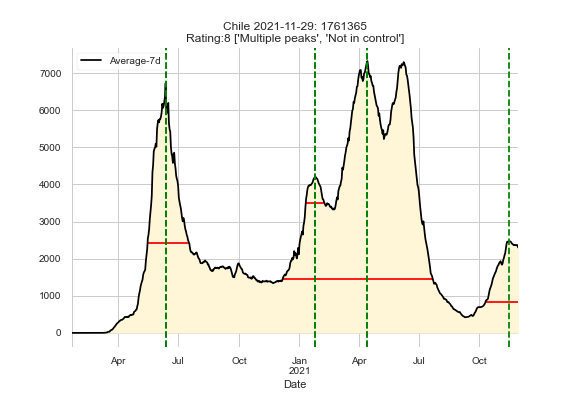 Chile 2021-11-29: 1761365
Rating:8 ['Multiple peaks', 'Not in control']
Average-7d
7000
6000
5000
4000
3000
2000
1000
0
Apr Jul Oct Jan Apr Jul Oct
2021
Date